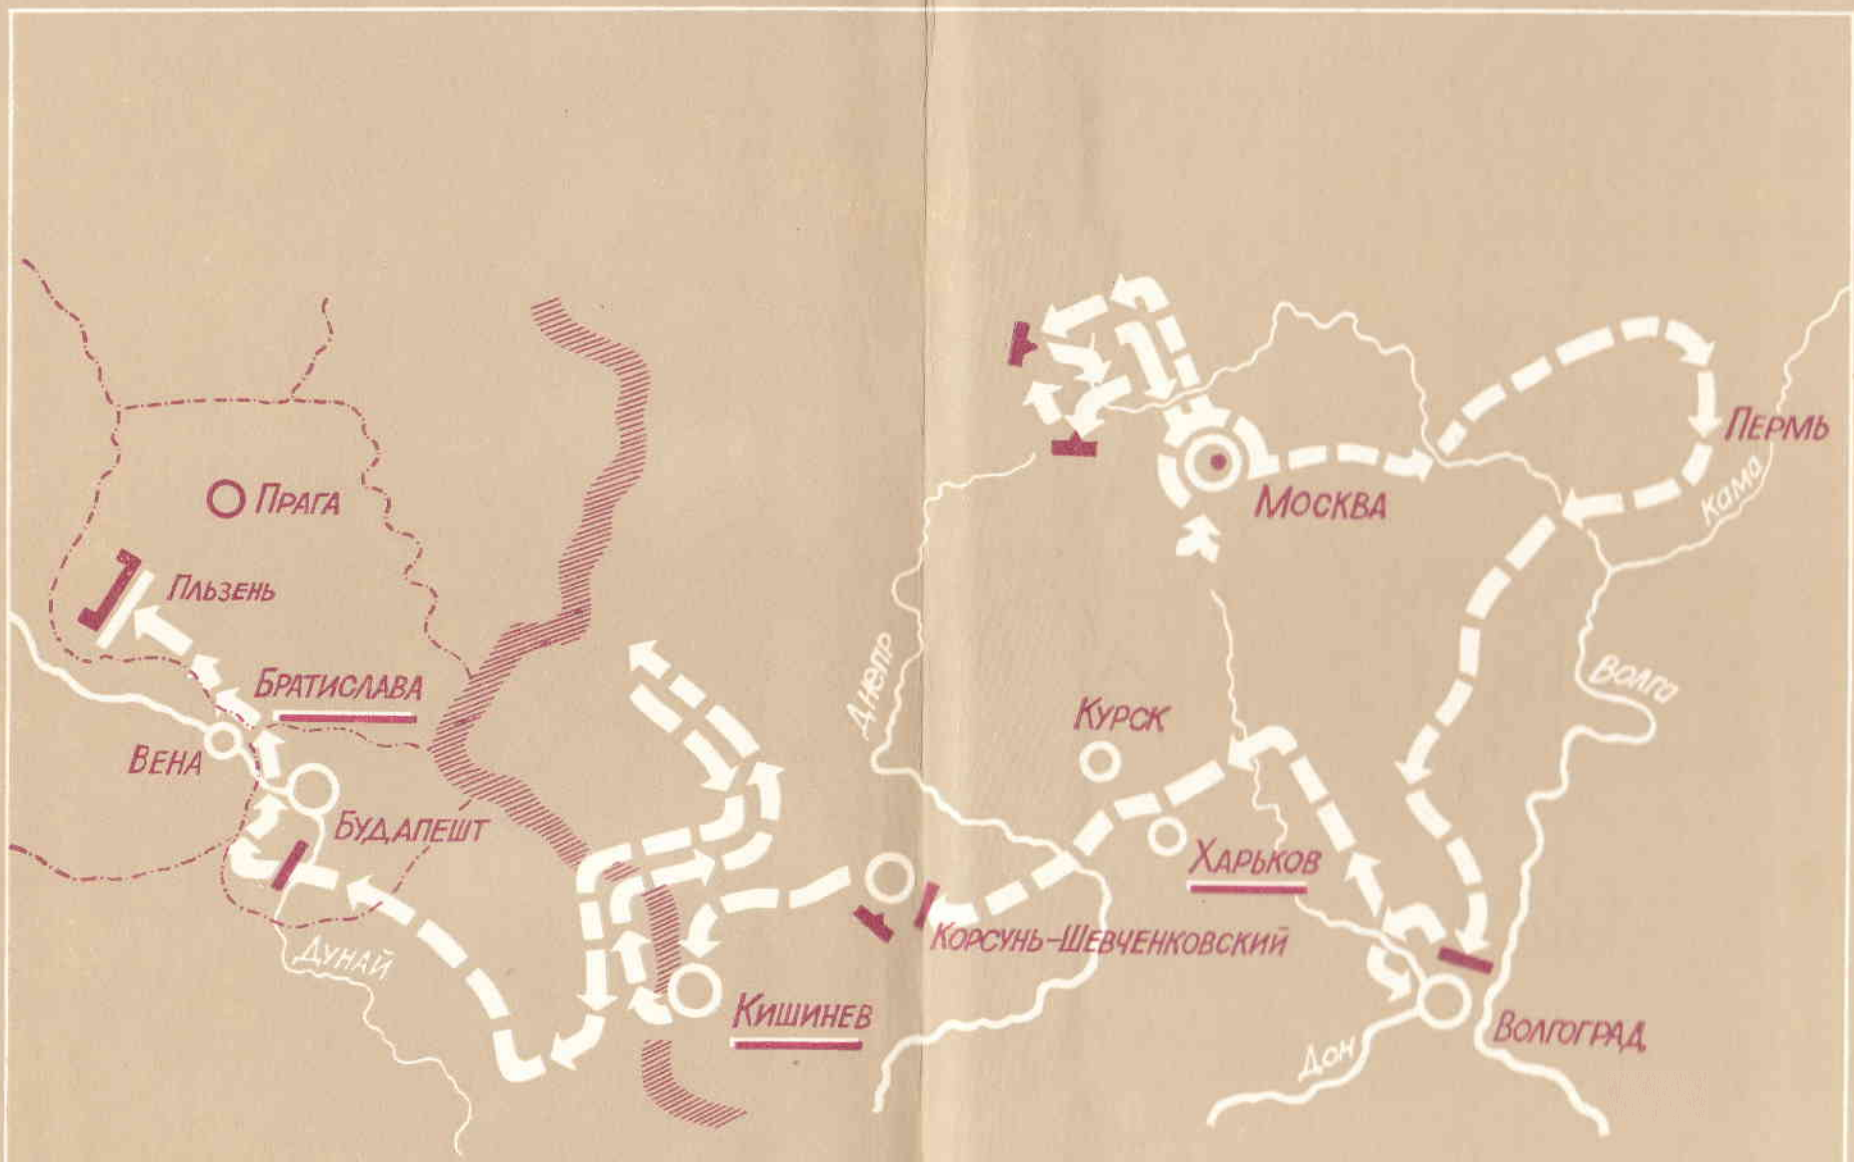 Пермь
Кама
Прага
Москва
Пльзень
Днепр
Волга
Братислава
Курск
Вена
Будапешт
Харьков
Корсунь-Шевченковский
Дунай
Кишинев
Волгоград
Дон